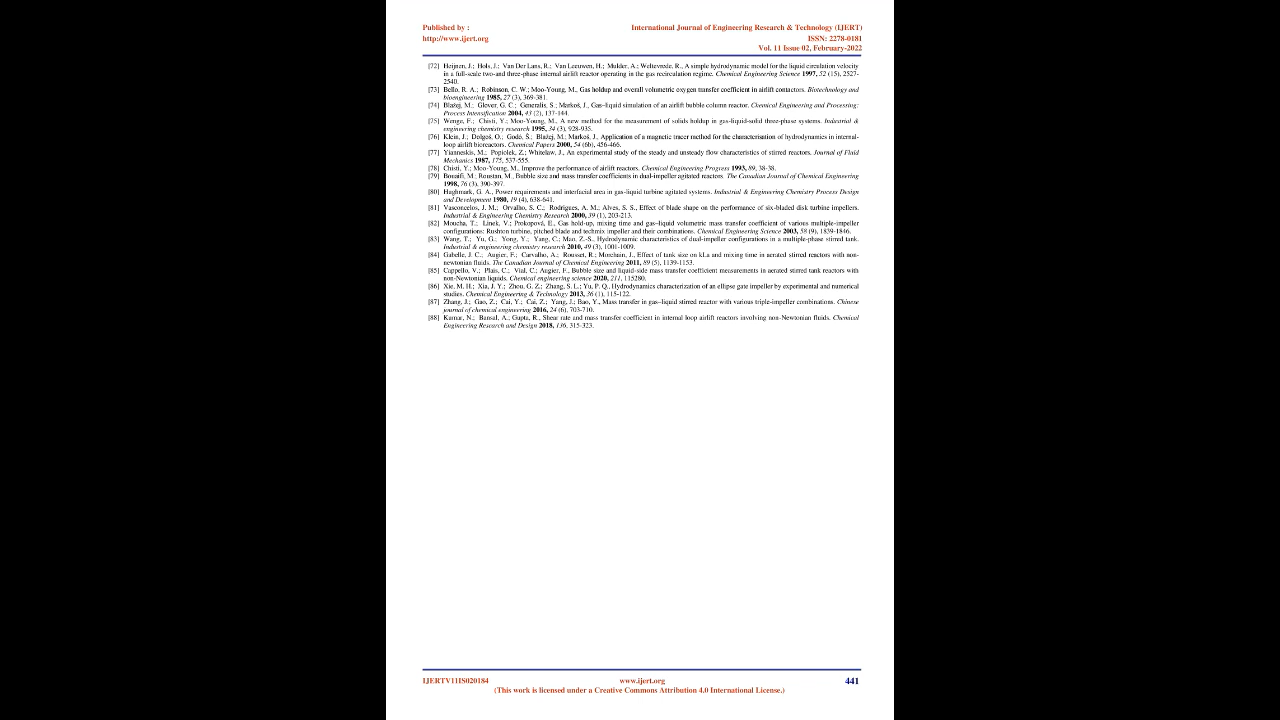 Published by :
International Journal of Engineering Research & Technology (IJERT)
http://www.ijert.org
ISSN: 2278-0181
Vol. 11 Issue 02, February-2022
[72] Heijnen, J.; Hols, J.; Van Der Lans, R.; Van Leeuwen, H.; Mulder, A.; Weltevrede, R., A simple hydrodynamic model for the liquid circulation velocity
in a full-scale two-and three-phase internal airlift reactor operating in the gas recirculation regime. Chemical Engineering Science 1997, 52 (15), 2527-
2540.
[73] Bello, R. A.; Robinson, C. W.; Moo-Young, M., Gas holdup and overall volumetric oxygen transfer coefficient in airlift contactors. Biotechnology and
bioengineering 1985, 27 (3), 369-381.
[74] Blažej, M.; Glover, G. C.; Generalis, S.; Markoš, J., Gas–liquid simulation of an airlift bubble column reactor. Chemical Engineering and Processing:
Process Intensification 2004, 43 (2), 137-144.
[75] Wenge, F.; Chisti, Y.; Moo-Young, M., A new method for the measurement of solids holdup in gas-liquid-solid three-phase systems. Industrial &
engineering chemistry research 1995, 34 (3), 928-935.
[76] Klein, J.; Dolgoš, O.; Godó, Š.; Blažej, M.; Markoš, J., Application of a magnetic tracer method for the characterisation of hydrodynamics in internal-
loop airlift bioreactors. Chemical Papers 2000, 54 (6b), 456-466.
[77] Yianneskis, M.; Popiolek, Z.; Whitelaw, J., An experimental study of the steady and unsteady flow characteristics of stirred reactors. Journal of Fluid
Mechanics 1987, 175, 537-555.
[78] Chisti, Y.; Moo-Young, M., Improve the performance of airlift reactors. Chemical Engineering Progress 1993, 89, 38-38.
[79] Bouaifi, M.; Roustan, M., Bubble size and mass transfer coefficients in dual-impeller agitated reactors. The Canadian Journal of Chemical Engineering
1998, 76 (3), 390-397.
[80] Hughmark, G. A., Power requirements and interfacial area in gas-liquid turbine agitated systems. Industrial & Engineering Chemistry Process Design
and Development 1980, 19 (4), 638-641.
[81] Vasconcelos, J. M.; Orvalho, S. C.; Rodrigues, A. M.; Alves, S. S., Effect of blade shape on the performance of six-bladed disk turbine impellers.
Industrial & Engineering Chemistry Research 2000, 39 (1), 203-213.
[82] Moucha, T.; Linek, V.; Prokopová, E., Gas hold-up, mixing time and gas–liquid volumetric mass transfer coefficient of various multiple-impeller
configurations: Rushton turbine, pitched blade and techmix impeller and their combinations. Chemical Engineering Science 2003, 58 (9), 1839-1846.
[83] Wang, T.; Yu, G.; Yong, Y.; Yang, C.; Mao, Z.-S., Hydrodynamic characteristics of dual-impeller configurations in a multiple-phase stirred tank.
Industrial & engineering chemistry research 2010, 49 (3), 1001-1009.
[84] Gabelle, J. C.; Augier, F.; Carvalho, A.; Rousset, R.; Morchain, J., Effect of tank size on kLa and mixing time in aerated stirred reactors with non-
newtonian fluids. The Canadian Journal of Chemical Engineering 2011, 89 (5), 1139-1153.
[85] Cappello, V.; Plais, C.; Vial, C.; Augier, F., Bubble size and liquid-side mass transfer coefficient measurements in aerated stirred tank reactors with
non-Newtonian liquids. Chemical engineering science 2020, 211, 115280.
[86] Xie, M. H.; Xia, J. Y.; Zhou, G. Z.; Zhang, S. L.; Yu, P. Q., Hydrodynamics characterization of an ellipse gate impeller by experimental and numerical
studies. Chemical Engineering & Technology 2013, 36 (1), 115-122.
[87] Zhang, J.; Gao, Z.; Cai, Y.; Cai, Z.; Yang, J.; Bao, Y., Mass transfer in gas–liquid stirred reactor with various triple-impeller combinations. Chinese
journal of chemical engineering 2016, 24 (6), 703-710.
[88] Kumar, N.; Bansal, A.; Gupta, R., Shear rate and mass transfer coefficient in internal loop airlift reactors involving non-Newtonian fluids. Chemical
Engineering Research and Design 2018, 136, 315-323.
IJERTV11IS020184
www.ijert.org
441
(This work is licensed under a Creative Commons Attribution 4.0 International License.)